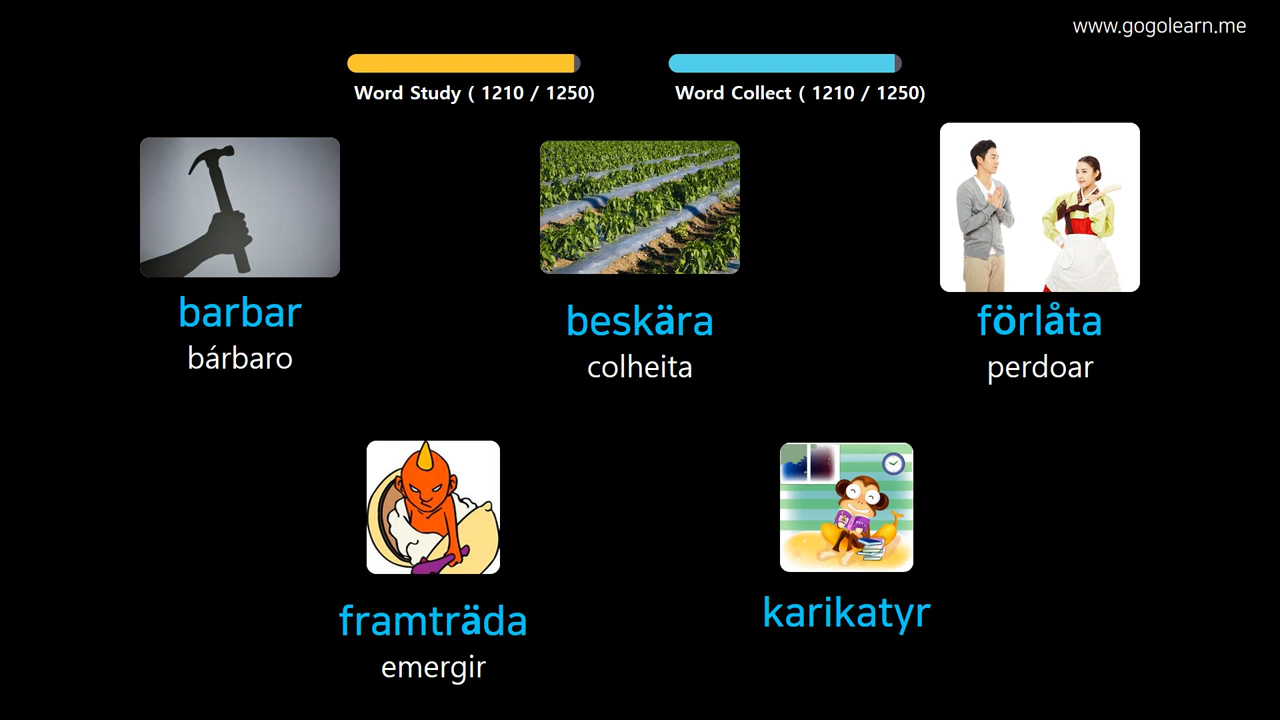 www.gogolearn.me
Word Study ( 1210 / 1250)
Word Collect ( 1210 / 1250)
barbar
bárbaro
beskära
colheita
förlåta
perdoar
framträda
emergir
karikatyr